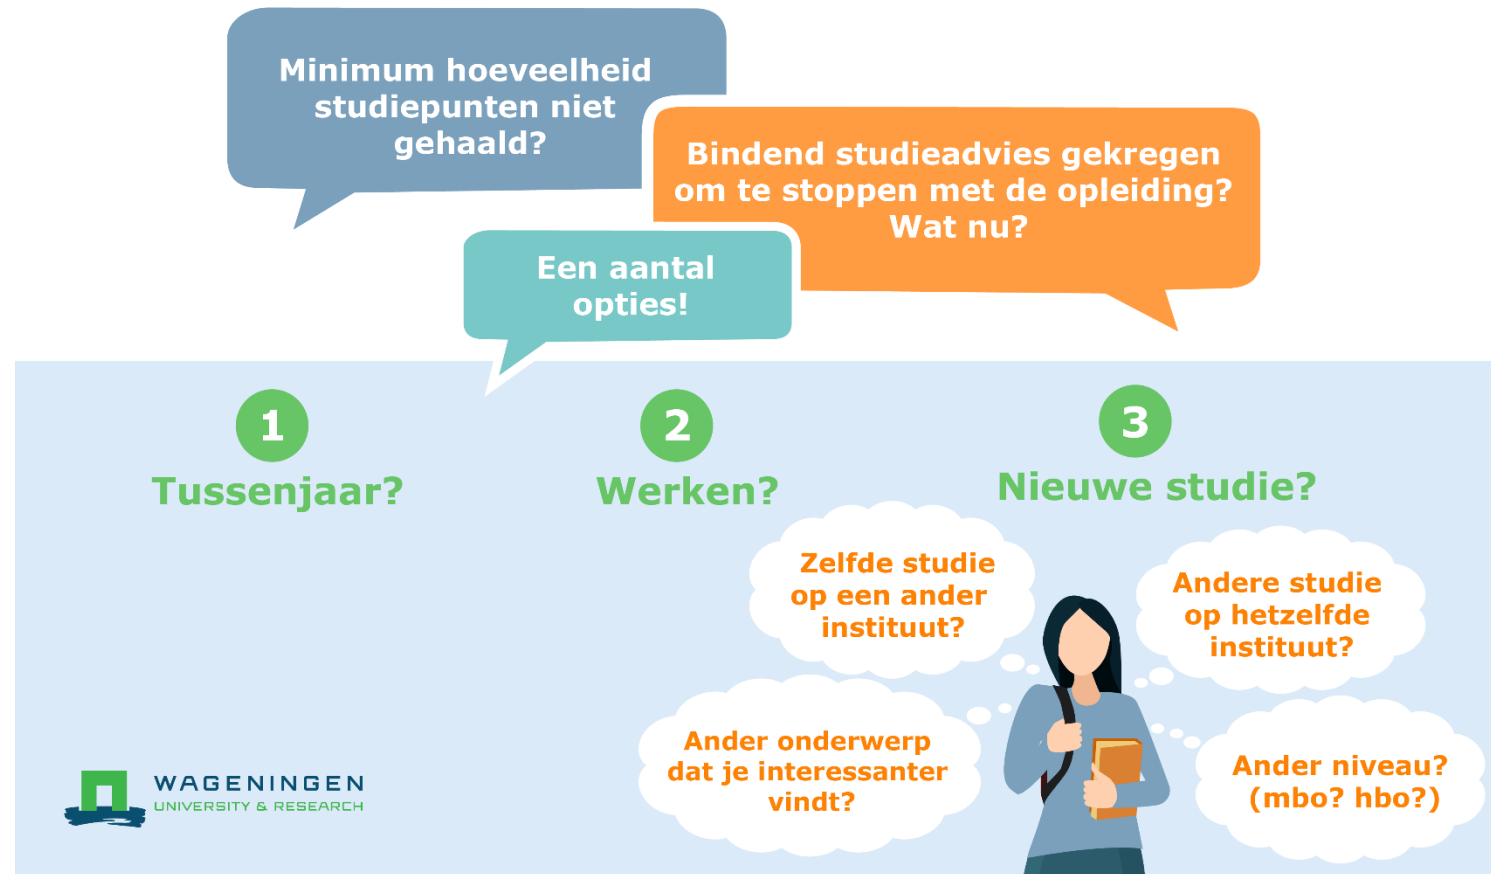 Minimum hoeveelheid
studiepunten niet
gehaald?
Bindend studieadvies gekregen
om te stoppen met de opleiding?
Wat nu?
Een aantal
opties!
1
Tussenjaar?
2
Werken?
3
Nieuwe studie?
Zelfde studie
op een ander
instituut?
Andere studie
op hetzelfde
instituut?
Ander onderwerp
dat je interessanter
vindt?
Ander niveau?
(mbo? hbo?)
WAGENINGEN
UNIVERSITY & RESEARCH